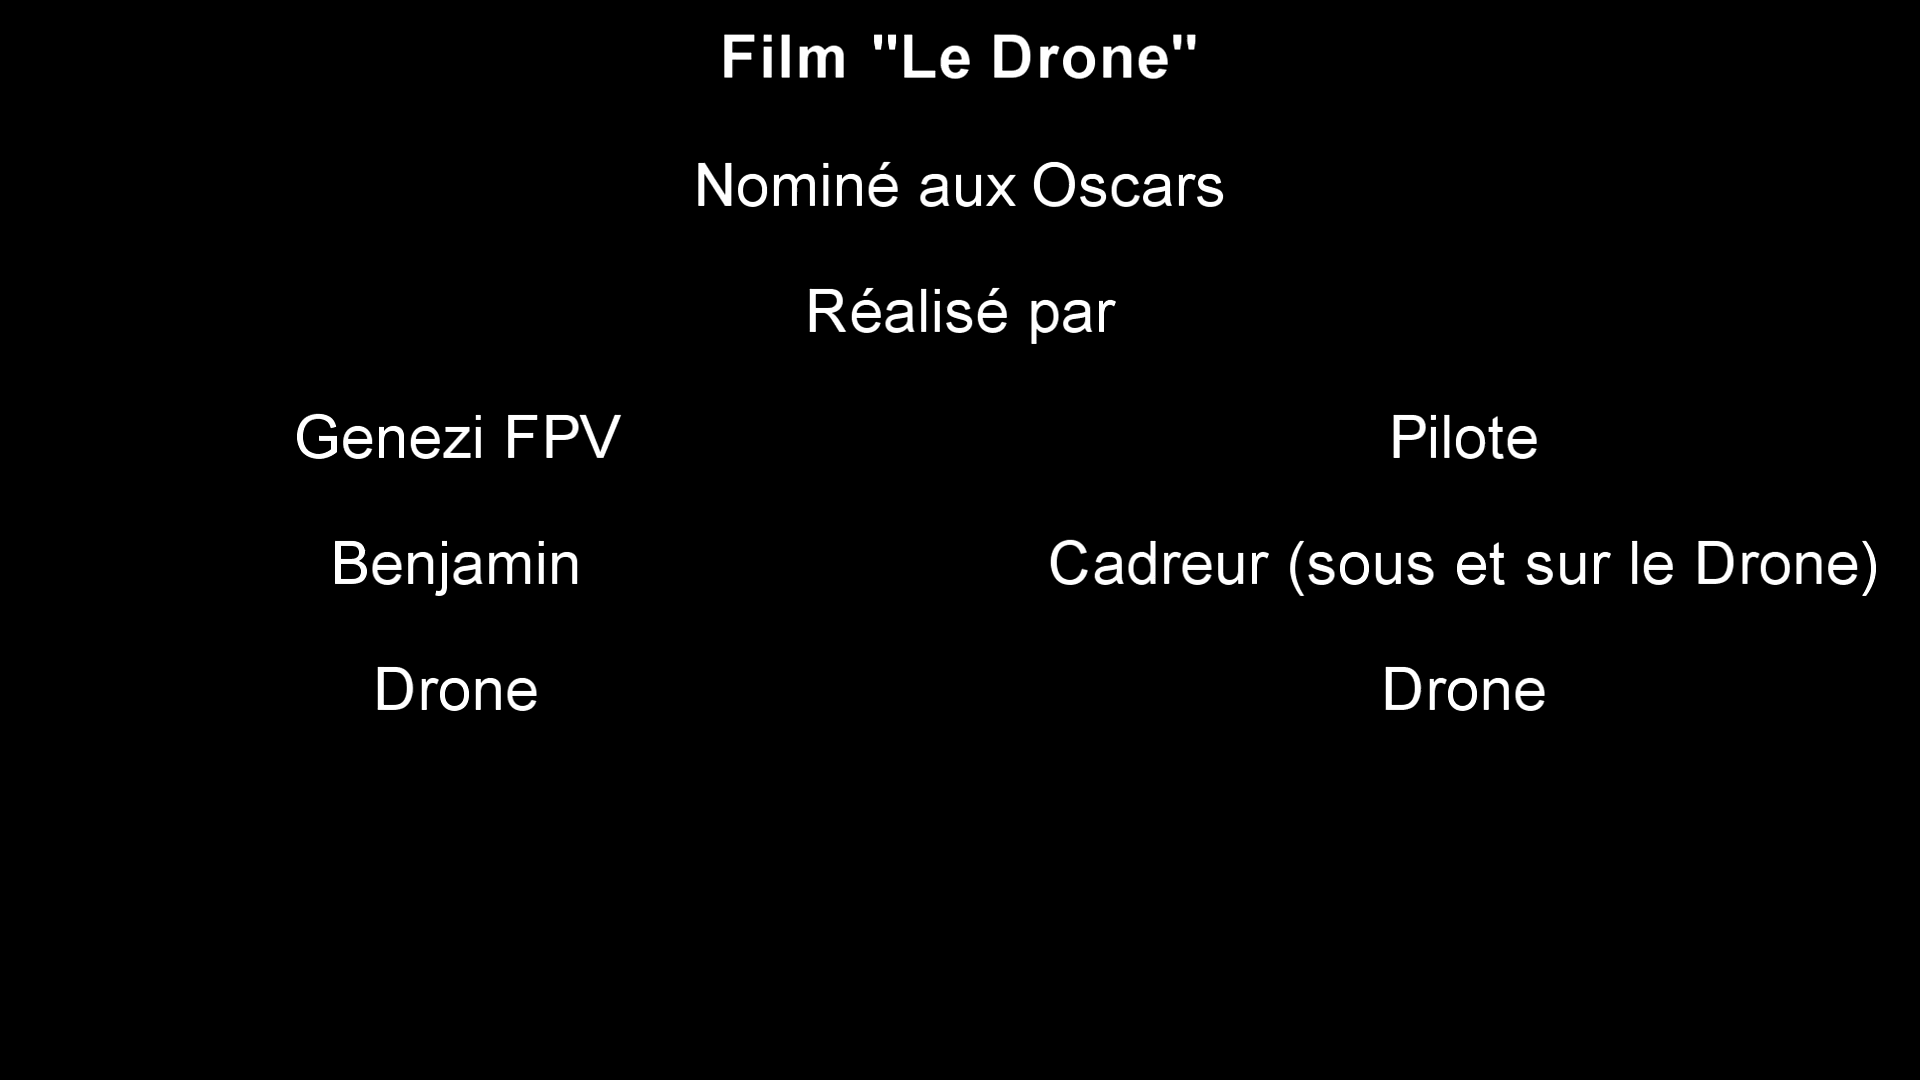 Film "Le Drone"
Nominé aux Oscars
Réalisé par
Genezi FPV Pilote
Benjamin Cadreur (sous et sur le Drone)
Drone Drone